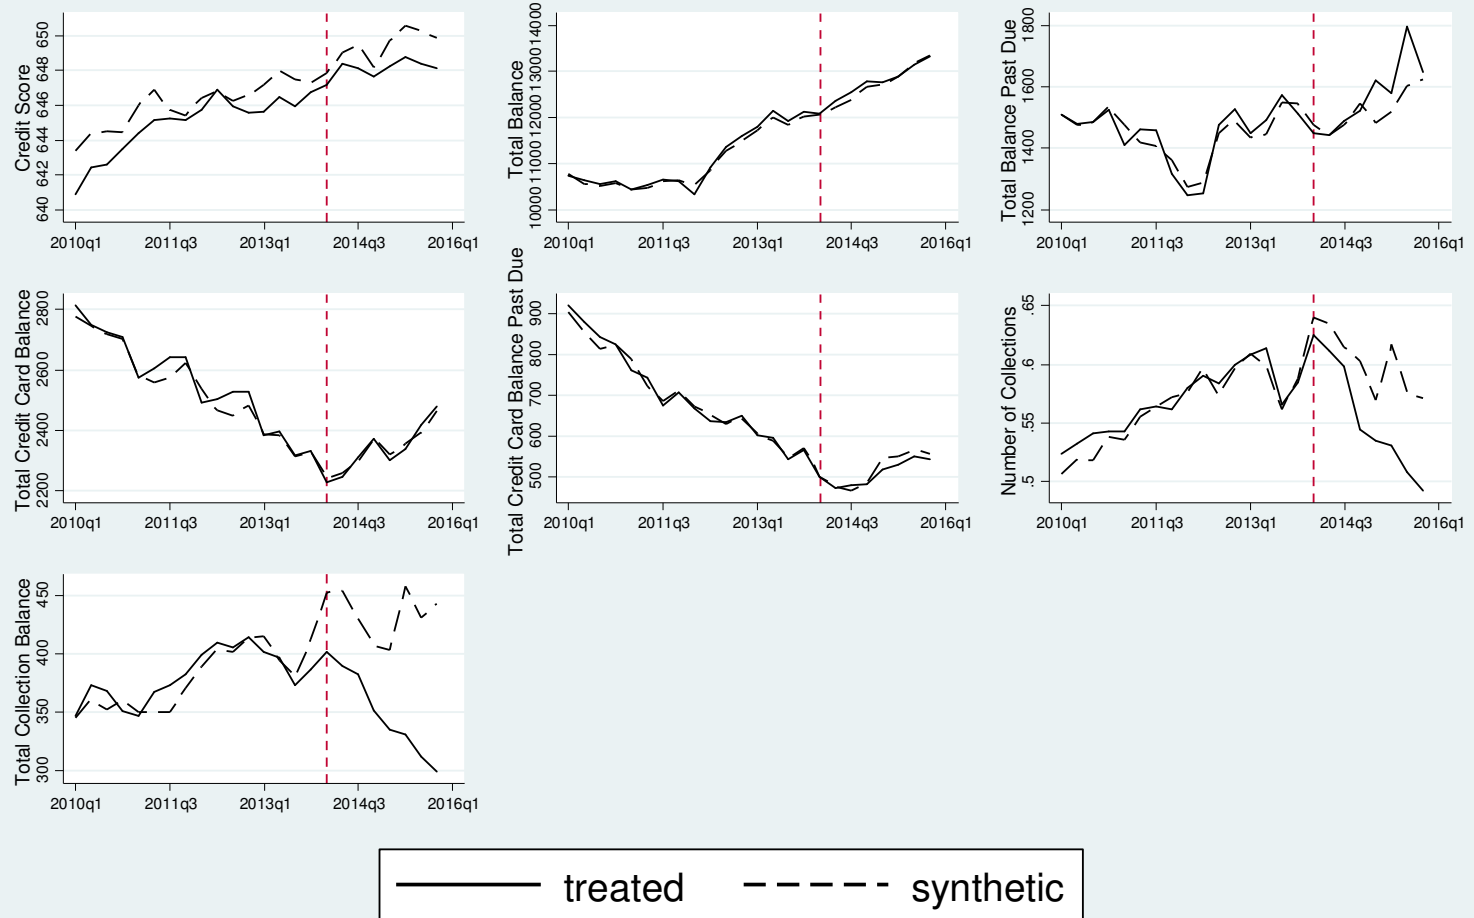 Credit Score
650
648
646
644
642
640
2010q1 2011q3 2013q1 2014q3 2016q1
Total Balance
14000
13000
12000
11000
10000
2010q1 2011q3 2013q1 2014q3 2016q1
Total Balance Past Due
1800
1600
1400
1200
2010q1 2011q3 2013q1 2014q3 2016q1
Total Credit Card Balance
2800
2600
2400
2200
2010q1 2011q3 2013q1 2014q3 2016q1
Total Credit Card Balance Past Due
900
800
700
600
500
2010q1 2011q3 2013q1 2014q3 2016q1
Number of Collections
.65
.6
.55
.5
2010q1 2011q3 2013q1 2014q3 2016q1
Total Collection Balance
450
400
350
300
2010q1 2011q3 2013q1 2014q3 2016q1
treated synthetic